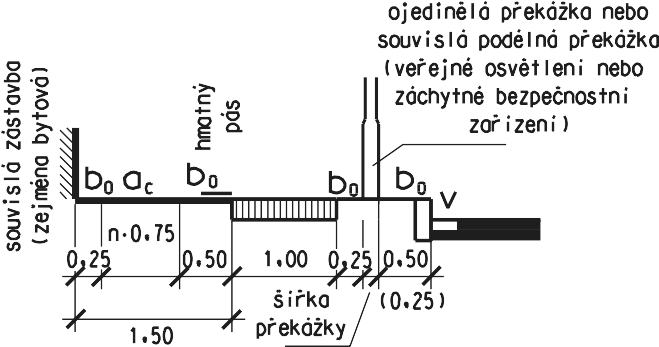 ojedinělá překážka nebo
souvislá podélná překážka
(veřejné osvětlení nebo
záchytné bezpečnostní
zařízení)
souvislá zástavba
(zejména bytová)
hmatný
pás
b₀ a꜀ b₀ b₀ b₀ V
n·0,75
0,25 0,50 1,00 0,25 0,50
(0,25)
šířka
překážky
1,50